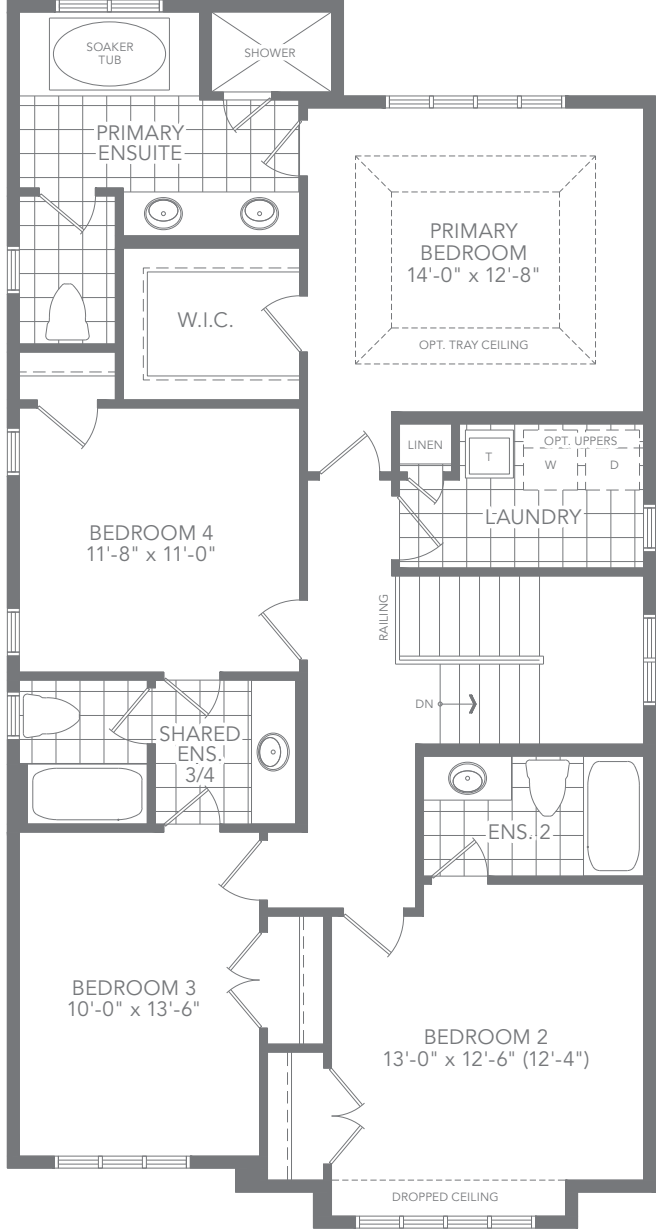 SOAKER
TUB
SHOWER
PRIMARY
ENSUITE
PRIMARY
BEDROOM
14'-0" x 12'-8"
OPT. TRAY CEILING
W.I.C.
LINEN
T
OPT. UPPERS
W
D
LAUNDRY
BEDROOM 4
11'-8" x 11'-0"
RAILING
DN
SHARED
ENS.
3/4
ENS. 2
BEDROOM 3
10'-0" x 13'-6"
BEDROOM 2
13'-0" x 12'-6" (12'-4")
DROPPED CEILING